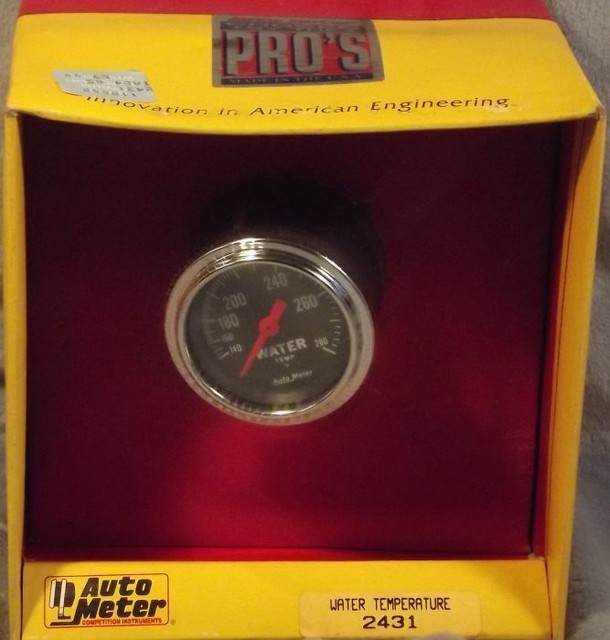 PRO'S
MADE IN THE U.S.A.
Innovation in American Engineering
200
240
260
180
160
140
280
WATER
TEMP
°F
Auto Meter
Auto
Meter
COMPETITION INSTRUMENTS
®
WATER TEMPERATURE
2431